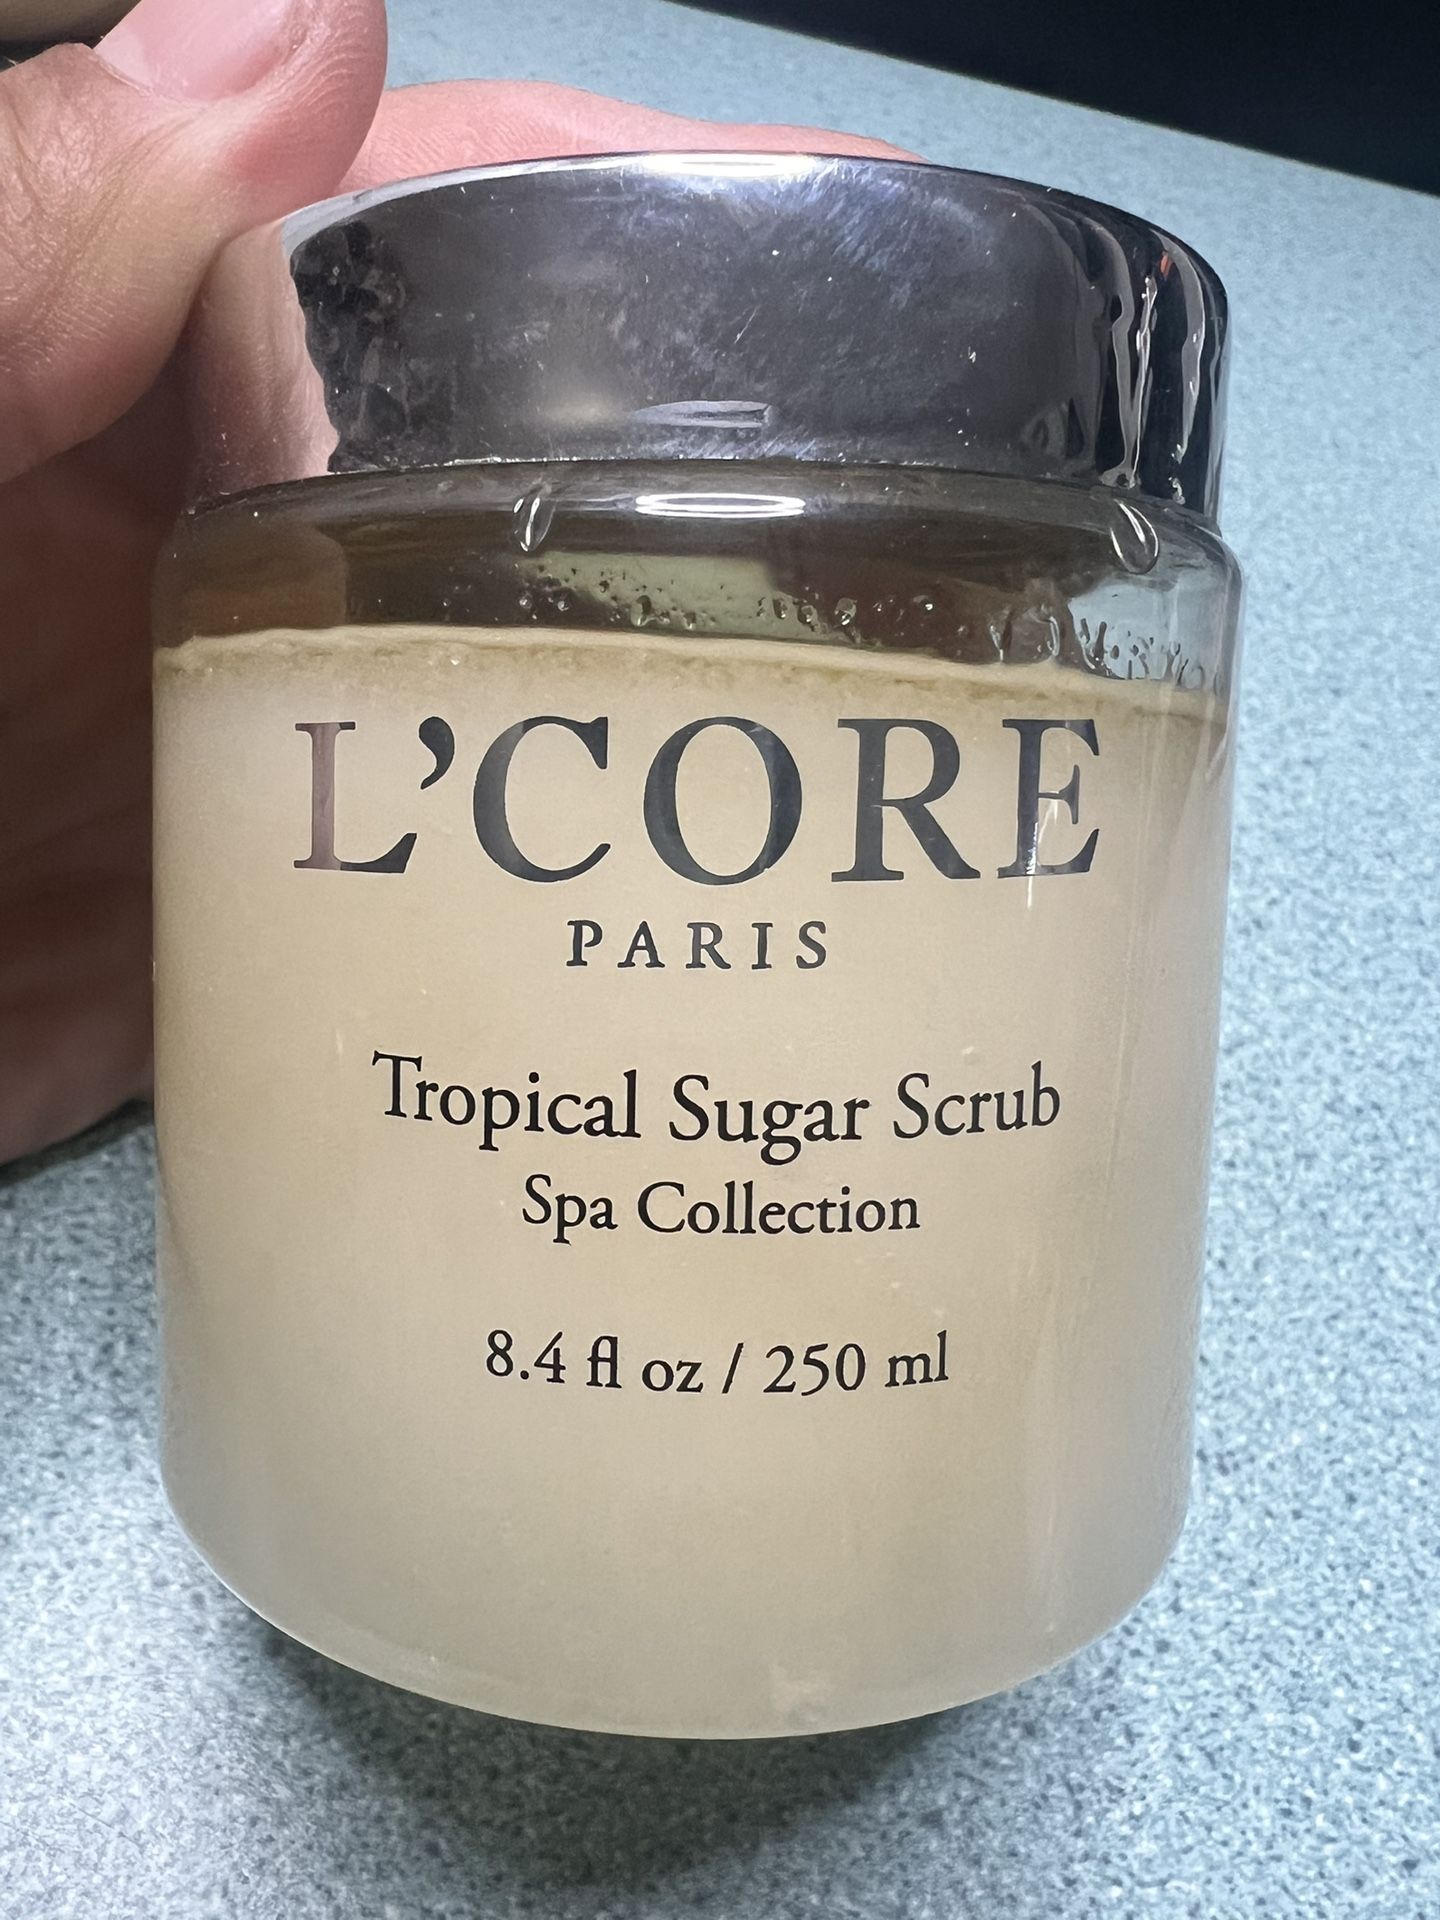 L'CORE
PARIS
Tropical Sugar Scrub
Spa Collection
8.4 fl oz / 250 ml